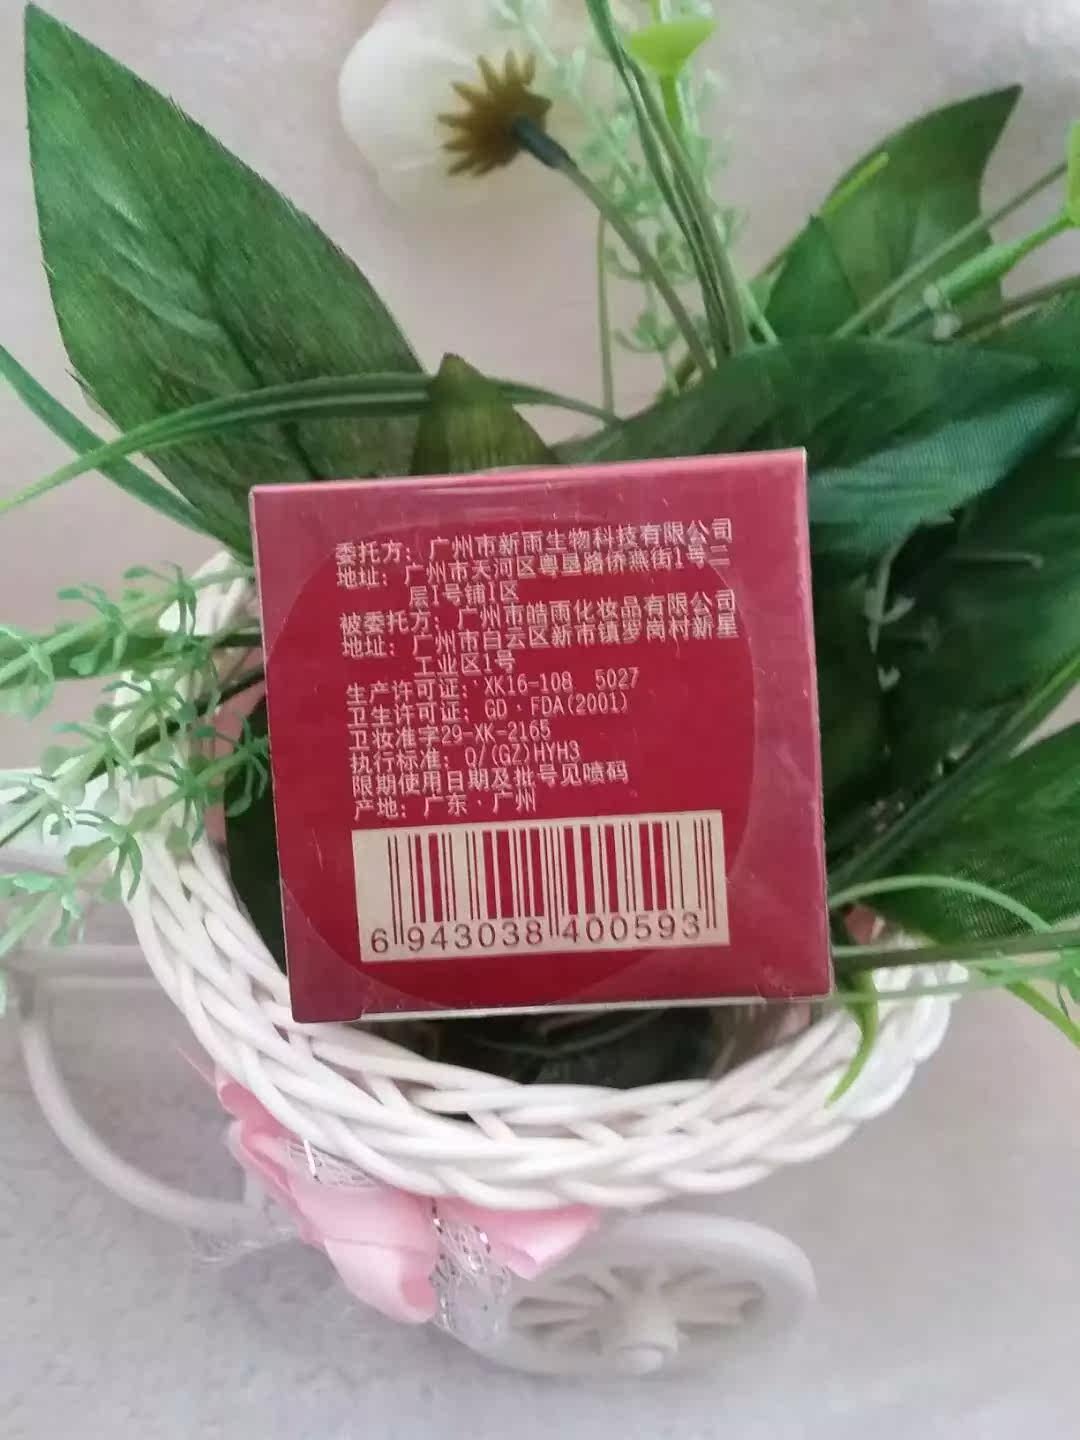 委托方：广州市新雨生物科技有限公司
地址：广州市天河区粤垦路侨燕街1号二
层1号铺1区
被委托方：广州市皓雨化妆品有限公司
地址：广州市白云区新市镇罗岗村新星
工业区1号
生产许可证：XK16-108 5027
卫生许可证：GD·FDA(2001)
卫妆准字29-XK-2165
执行标准：Q/(GZ)HYH3
限期使用日期及批号见喷码
产地：广东·广州
6 943038 400593